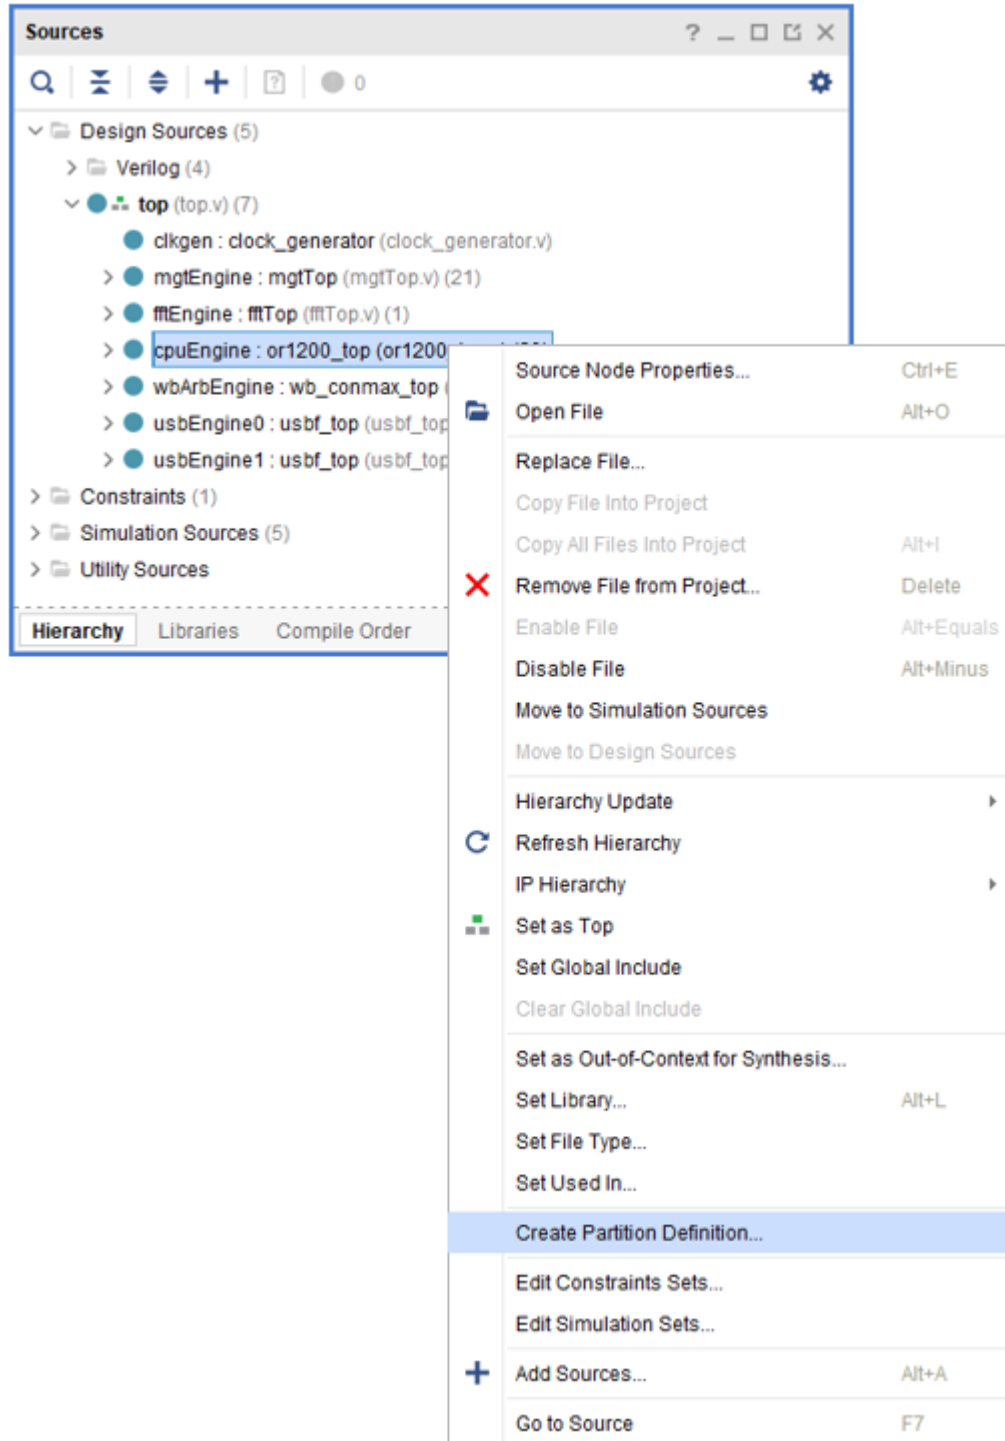 Sources
0
Design Sources (5)
Verilog (4)
top (top.v) (7)
clkgen : clock_generator (clock_generator.v)
mgtEngine : mgtTop (mgtTop.v) (21)
fftEngine : fftTop (fftTop.v) (1)
cpuEngine : or1200_top (or1200
wbArbEngine : wb_conmax_top (
usbEngine0 : usbf_top (usbf_top
usbEngine1 : usbf_top (usbf_top
Constraints (1)
Simulation Sources (5)
Utility Sources
Hierarchy Libraries Compile Order
Source Node Properties... Ctrl+E
Open File Alt+O
Replace File...
Copy File Into Project
Copy All Files Into Project Alt+I
Remove File from Project... Delete
Enable File Alt+Equals
Disable File Alt+Minus
Move to Simulation Sources
Move to Design Sources
Hierarchy Update
Refresh Hierarchy
IP Hierarchy
Set as Top
Set Global Include
Clear Global Include
Set as Out-of-Context for Synthesis...
Set Library... Alt+L
Set File Type...
Set Used In...
Create Partition Definition...
Edit Constraints Sets...
Edit Simulation Sets...
Add Sources... Alt+A
Go to Source F7